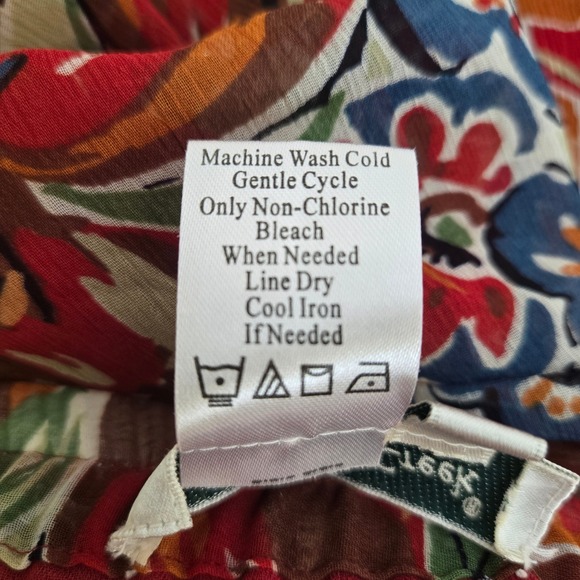 Machine Wash Cold
Gentle Cycle
Only Non-Chlorine
Bleach
When Needed
Line Dry
Cool Iron
If Needed